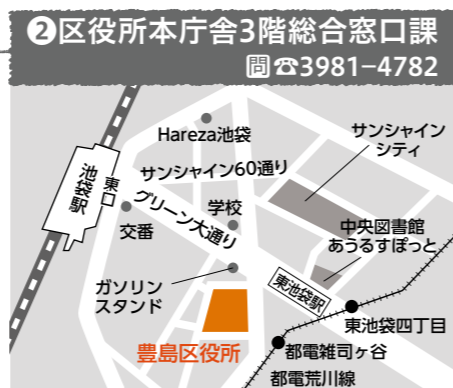 ❷区役所本庁舎3階総合窓口課
問☎3981-4782
Hareza池袋
サンシャイン
シティ
サンシャイン60通り
池袋駅
東口
グリーン大通り
学校
交番
中央図書館
あうるすぽっと
ガソリン
スタンド
東池袋駅
豊島区役所
東池袋四丁目
都電雑司ヶ谷
都電荒川線